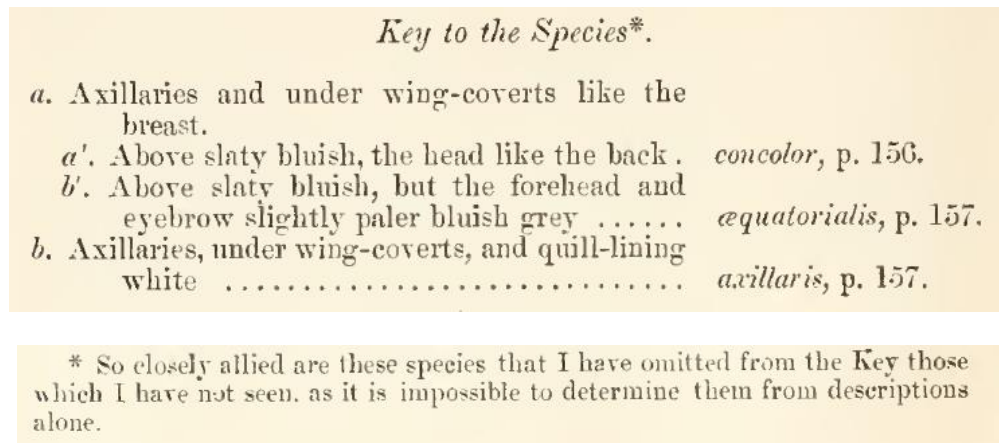 Key to the Species*.
a. Axillaries and under wing-coverts like the
breast.
a'. Above slaty bluish, the head like the back . concolor, p. 156.
b'. Above slaty bluish, but the forehead and
eyebrow slightly paler bluish grey ...... æquatorialis, p. 157.
b. Axillaries, under wing-coverts, and quill-lining
white .............................. axillaris, p. 157.
* So closely allied are these species that I have omitted from the Key those
which I have not seen, as it is impossible to determine them from descriptions
alone.